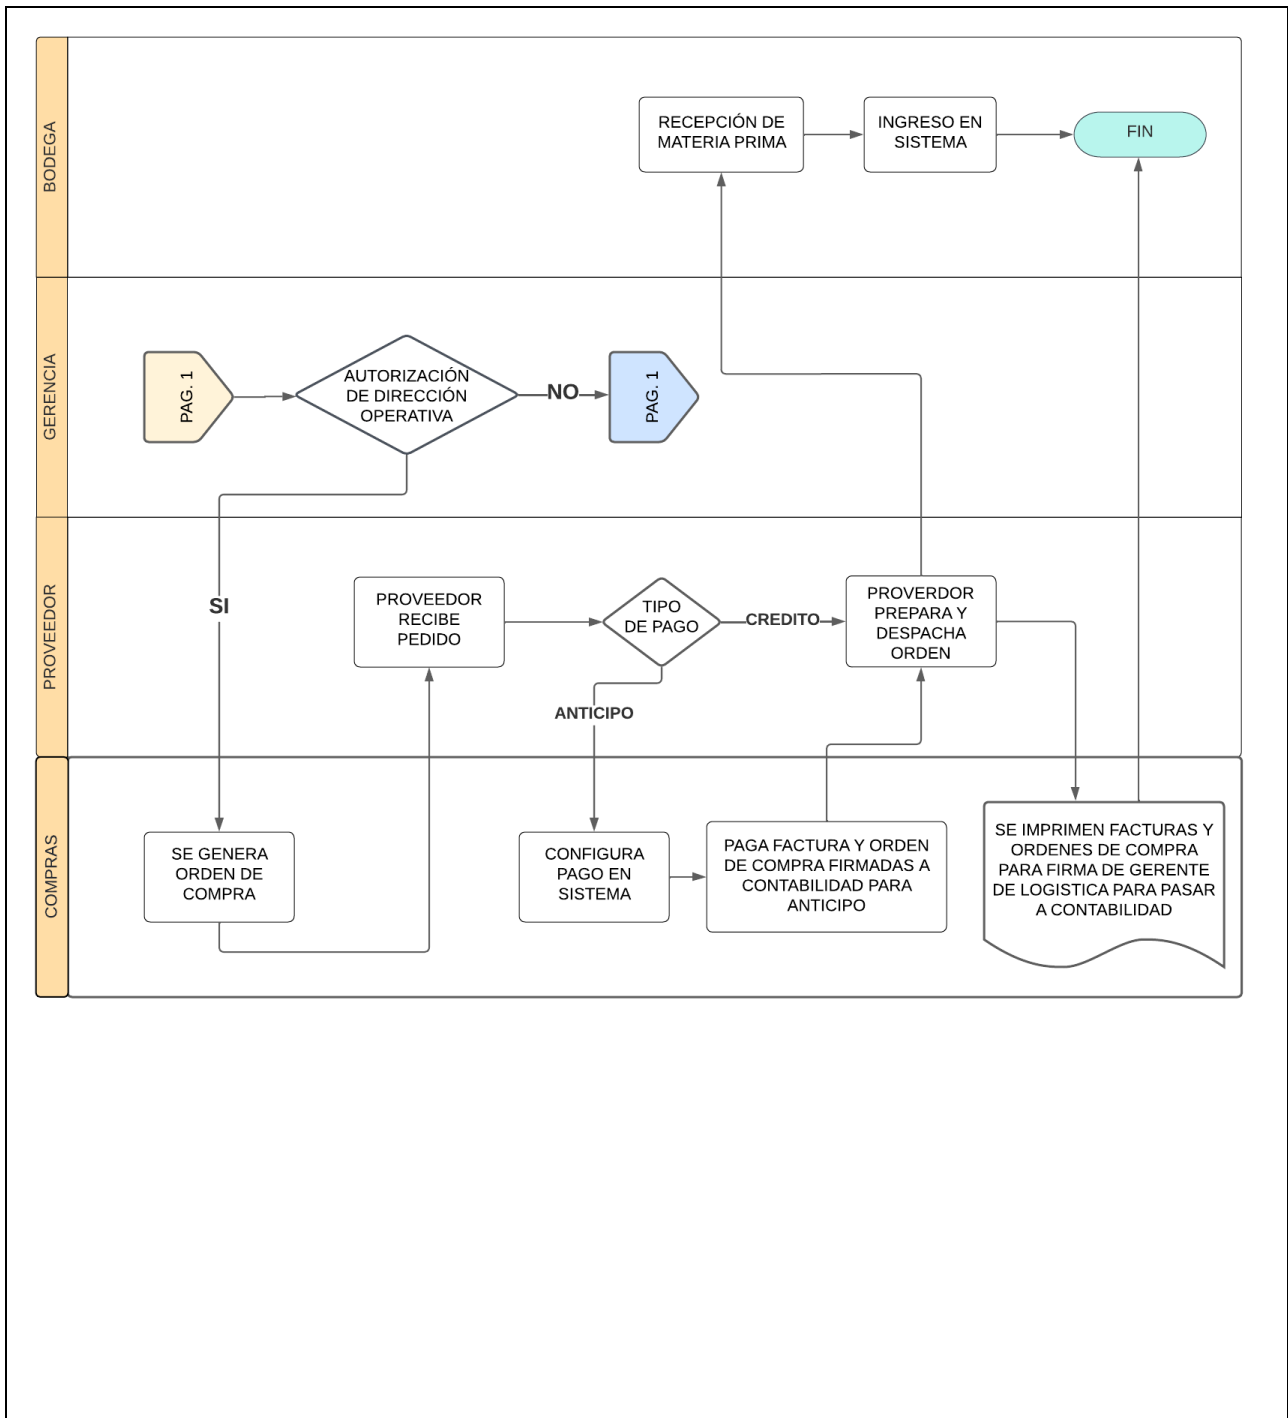 BODEGA
RECEPCIÓN DE
MATERIA PRIMA
INGRESO EN
SISTEMA
FIN
GERENCIA
PAG. 1
AUTORIZACIÓN
DE DIRECCIÓN
OPERATIVA
NO
PAG. 1
PROVEEDOR
SI
PROVEEDOR
RECIBE
PEDIDO
TIPO
DE PAGO
CREDITO
PROVERDOR
PREPARA Y
DESPACHA
ORDEN
ANTICIPO
COMPRAS
SE GENERA
ORDEN DE
COMPRA
CONFIGURA
PAGO EN
SISTEMA
PAGA FACTURA Y ORDEN
DE COMPRA FIRMADAS A
CONTABILIDAD PARA
ANTICIPO
SE IMPRIMEN FACTURAS Y
ORDENES DE COMPRA
PARA FIRMA DE GERENTE
DE LOGISTICA PARA PASAR
A CONTABILIDAD